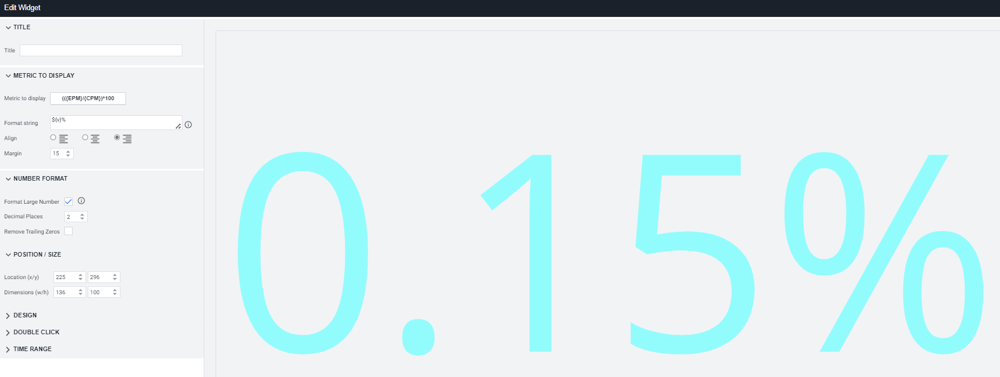 Edit Widget
TITLE
Title
METRIC TO DISPLAY
Metric to display (({EPM}/{CPM})*100
Format string ${v}%
Align
Margin 15
NUMBER FORMAT
Format Large Number
Decimal Places 2
Remove Trailing Zeros
POSITION / SIZE
Location (x/y) 225 296
Dimensions (w/h) 136 100
DESIGN
DOUBLE CLICK
TIME RANGE
0.15%